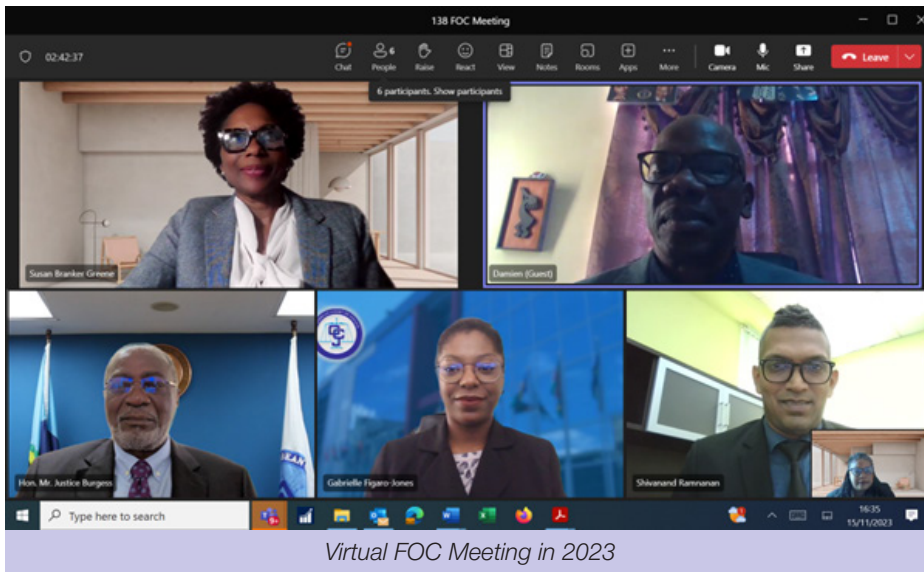 138 FOC Meeting
02:42:37
Chat
6
People
Raise
React
View
Notes
Rooms
Apps
More
Camera
Mic
Share
Leave
6 participants. Show participants
Susan Branker Greene
Damien (Guest)
CCJ
Hon. Mr. Justice Burgess
Gabrielle Figaro-Jones
Shivanand Ramnanan
Type here to search
16:35
15/11/2023
Virtual FOC Meeting in 2023